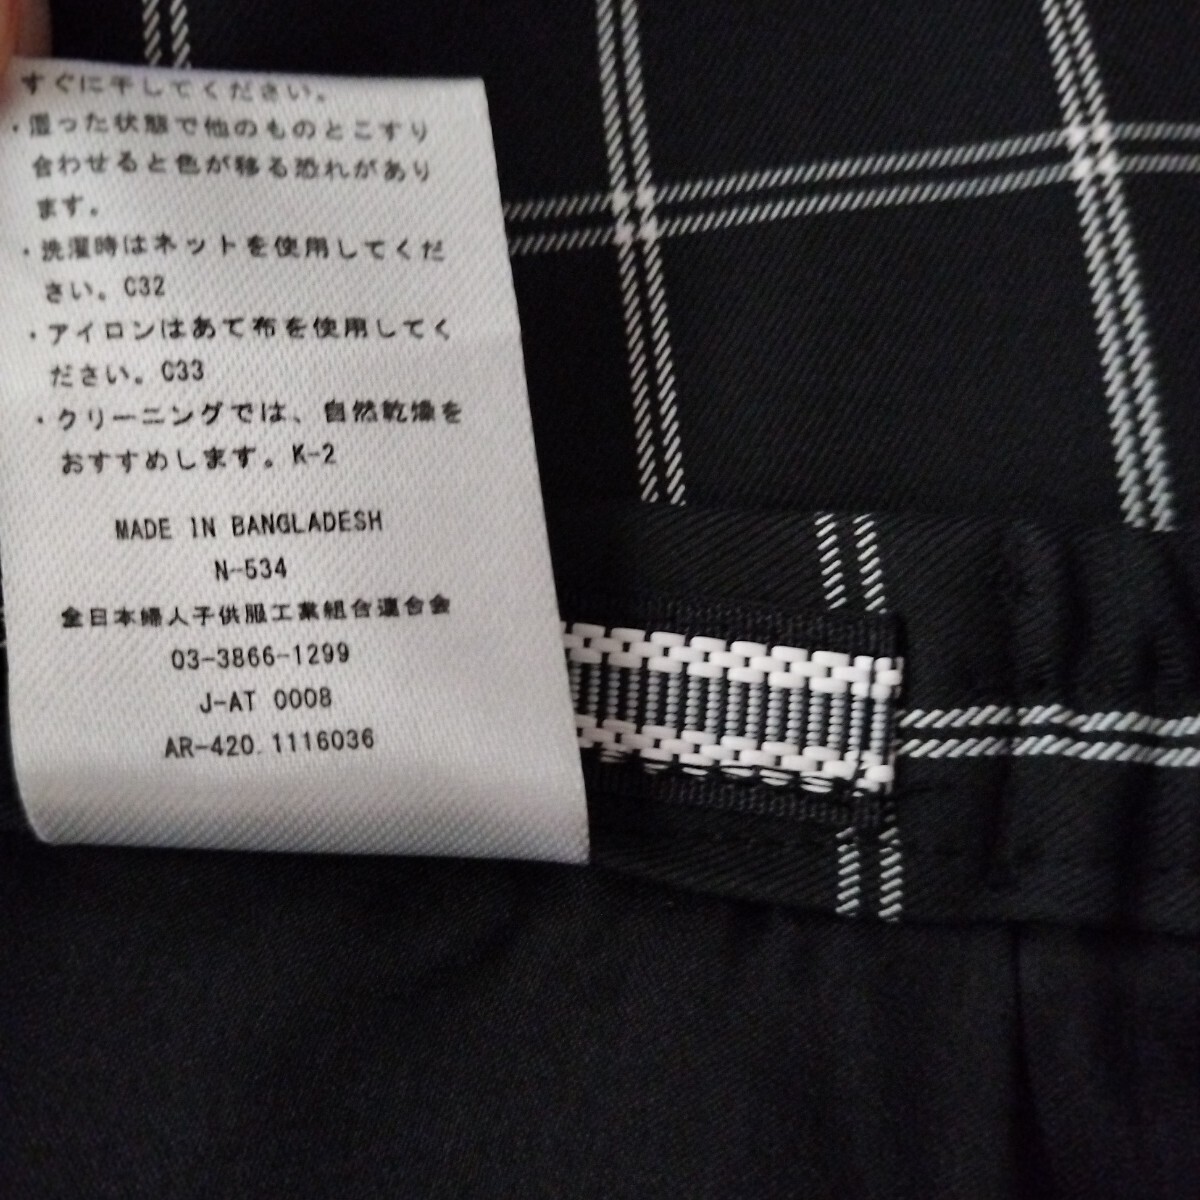 すぐに干してください。
・湿った状態で他のものとこすり
合わせると色が移る恐れがあり
ます。
・洗濯時はネットを使用してくだ
さい。C32
・アイロンはあて布を使用してく
ださい。C33
・クリーニングでは、自然乾燥を
おすすめします。K-2
MADE IN BANGLADESH
N-534
全日本婦人子供服工業組合連合会
03-3866-1299
J-AT 0008
AR-420.1116036